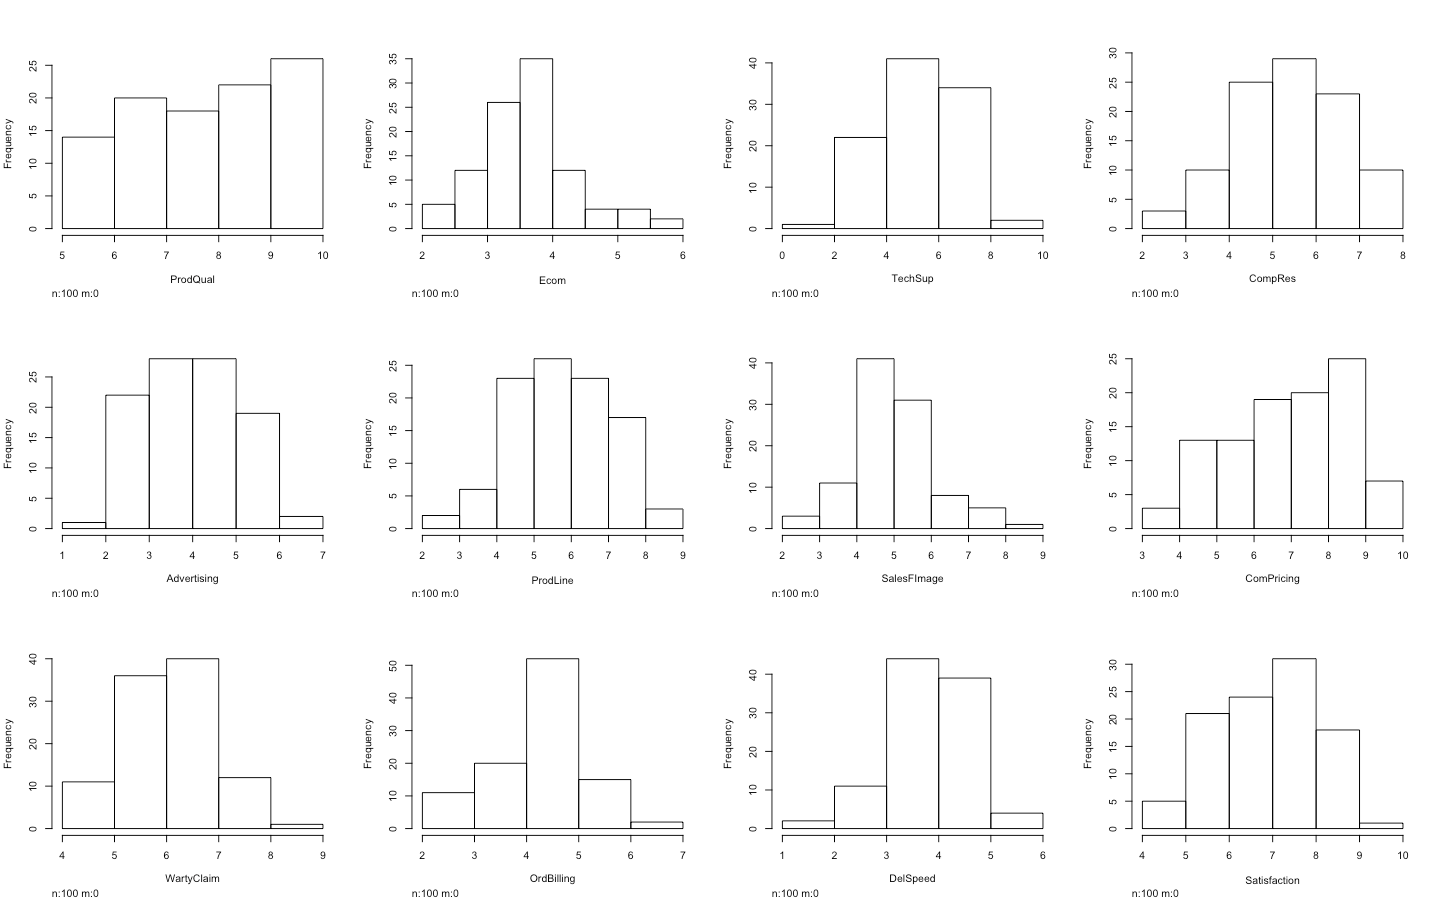 Frequency
0 5 10 15 20 25
5 6 7 8 9 10
ProdQual
n:100 m:0
Frequency
0 5 10 15 20 25 30 35
2 3 4 5 6
Ecom
n:100 m:0
Frequency
0 10 20 30 40
0 2 4 6 8 10
TechSup
n:100 m:0
Frequency
0 5 10 15 20 25 30
2 3 4 5 6 7 8
CompRes
n:100 m:0
Frequency
0 5 10 15 20 25
1 2 3 4 5 6 7
Advertising
n:100 m:0
Frequency
0 5 10 15 20 25
2 3 4 5 6 7 8 9
ProdLine
n:100 m:0
Frequency
0 10 20 30 40
2 3 4 5 6 7 8 9
SalesFImage
n:100 m:0
Frequency
0 5 10 15 20 25
3 4 5 6 7 8 9 10
ComPricing
n:100 m:0
Frequency
0 10 20 30 40
4 5 6 7 8 9
WartyClaim
n:100 m:0
Frequency
0 10 20 30 40 50
2 3 4 5 6 7
OrdBilling
n:100 m:0
Frequency
0 10 20 30 40
1 2 3 4 5 6
DelSpeed
n:100 m:0
Frequency
0 5 10 15 20 25 30
4 5 6 7 8 9 10
Satisfaction
n:100 m:0